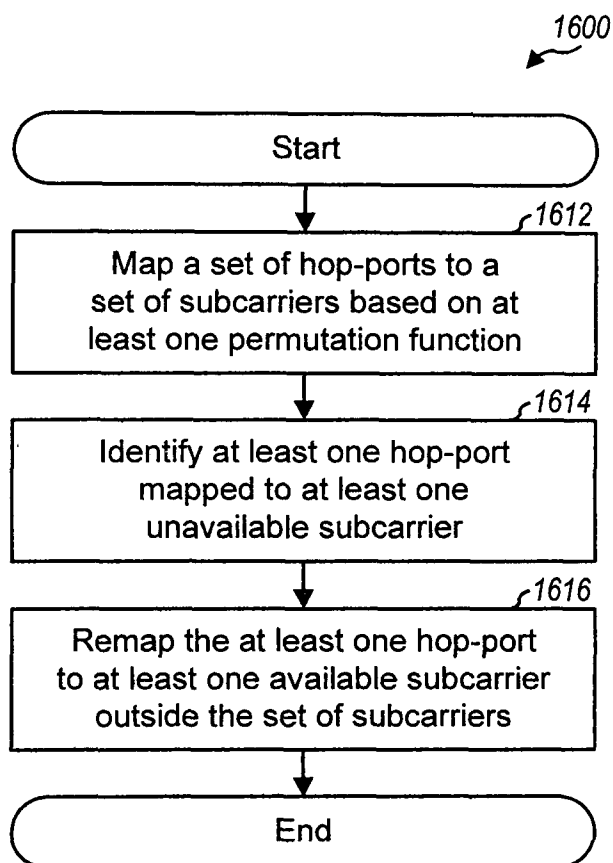 1600
Start
1612
Map a set of hop-ports to a
set of subcarriers based on at
least one permutation function
1614
Identify at least one hop-port
mapped to at least one
unavailable subcarrier
1616
Remap the at least one hop-port
to at least one available subcarrier
outside the set of subcarriers
End